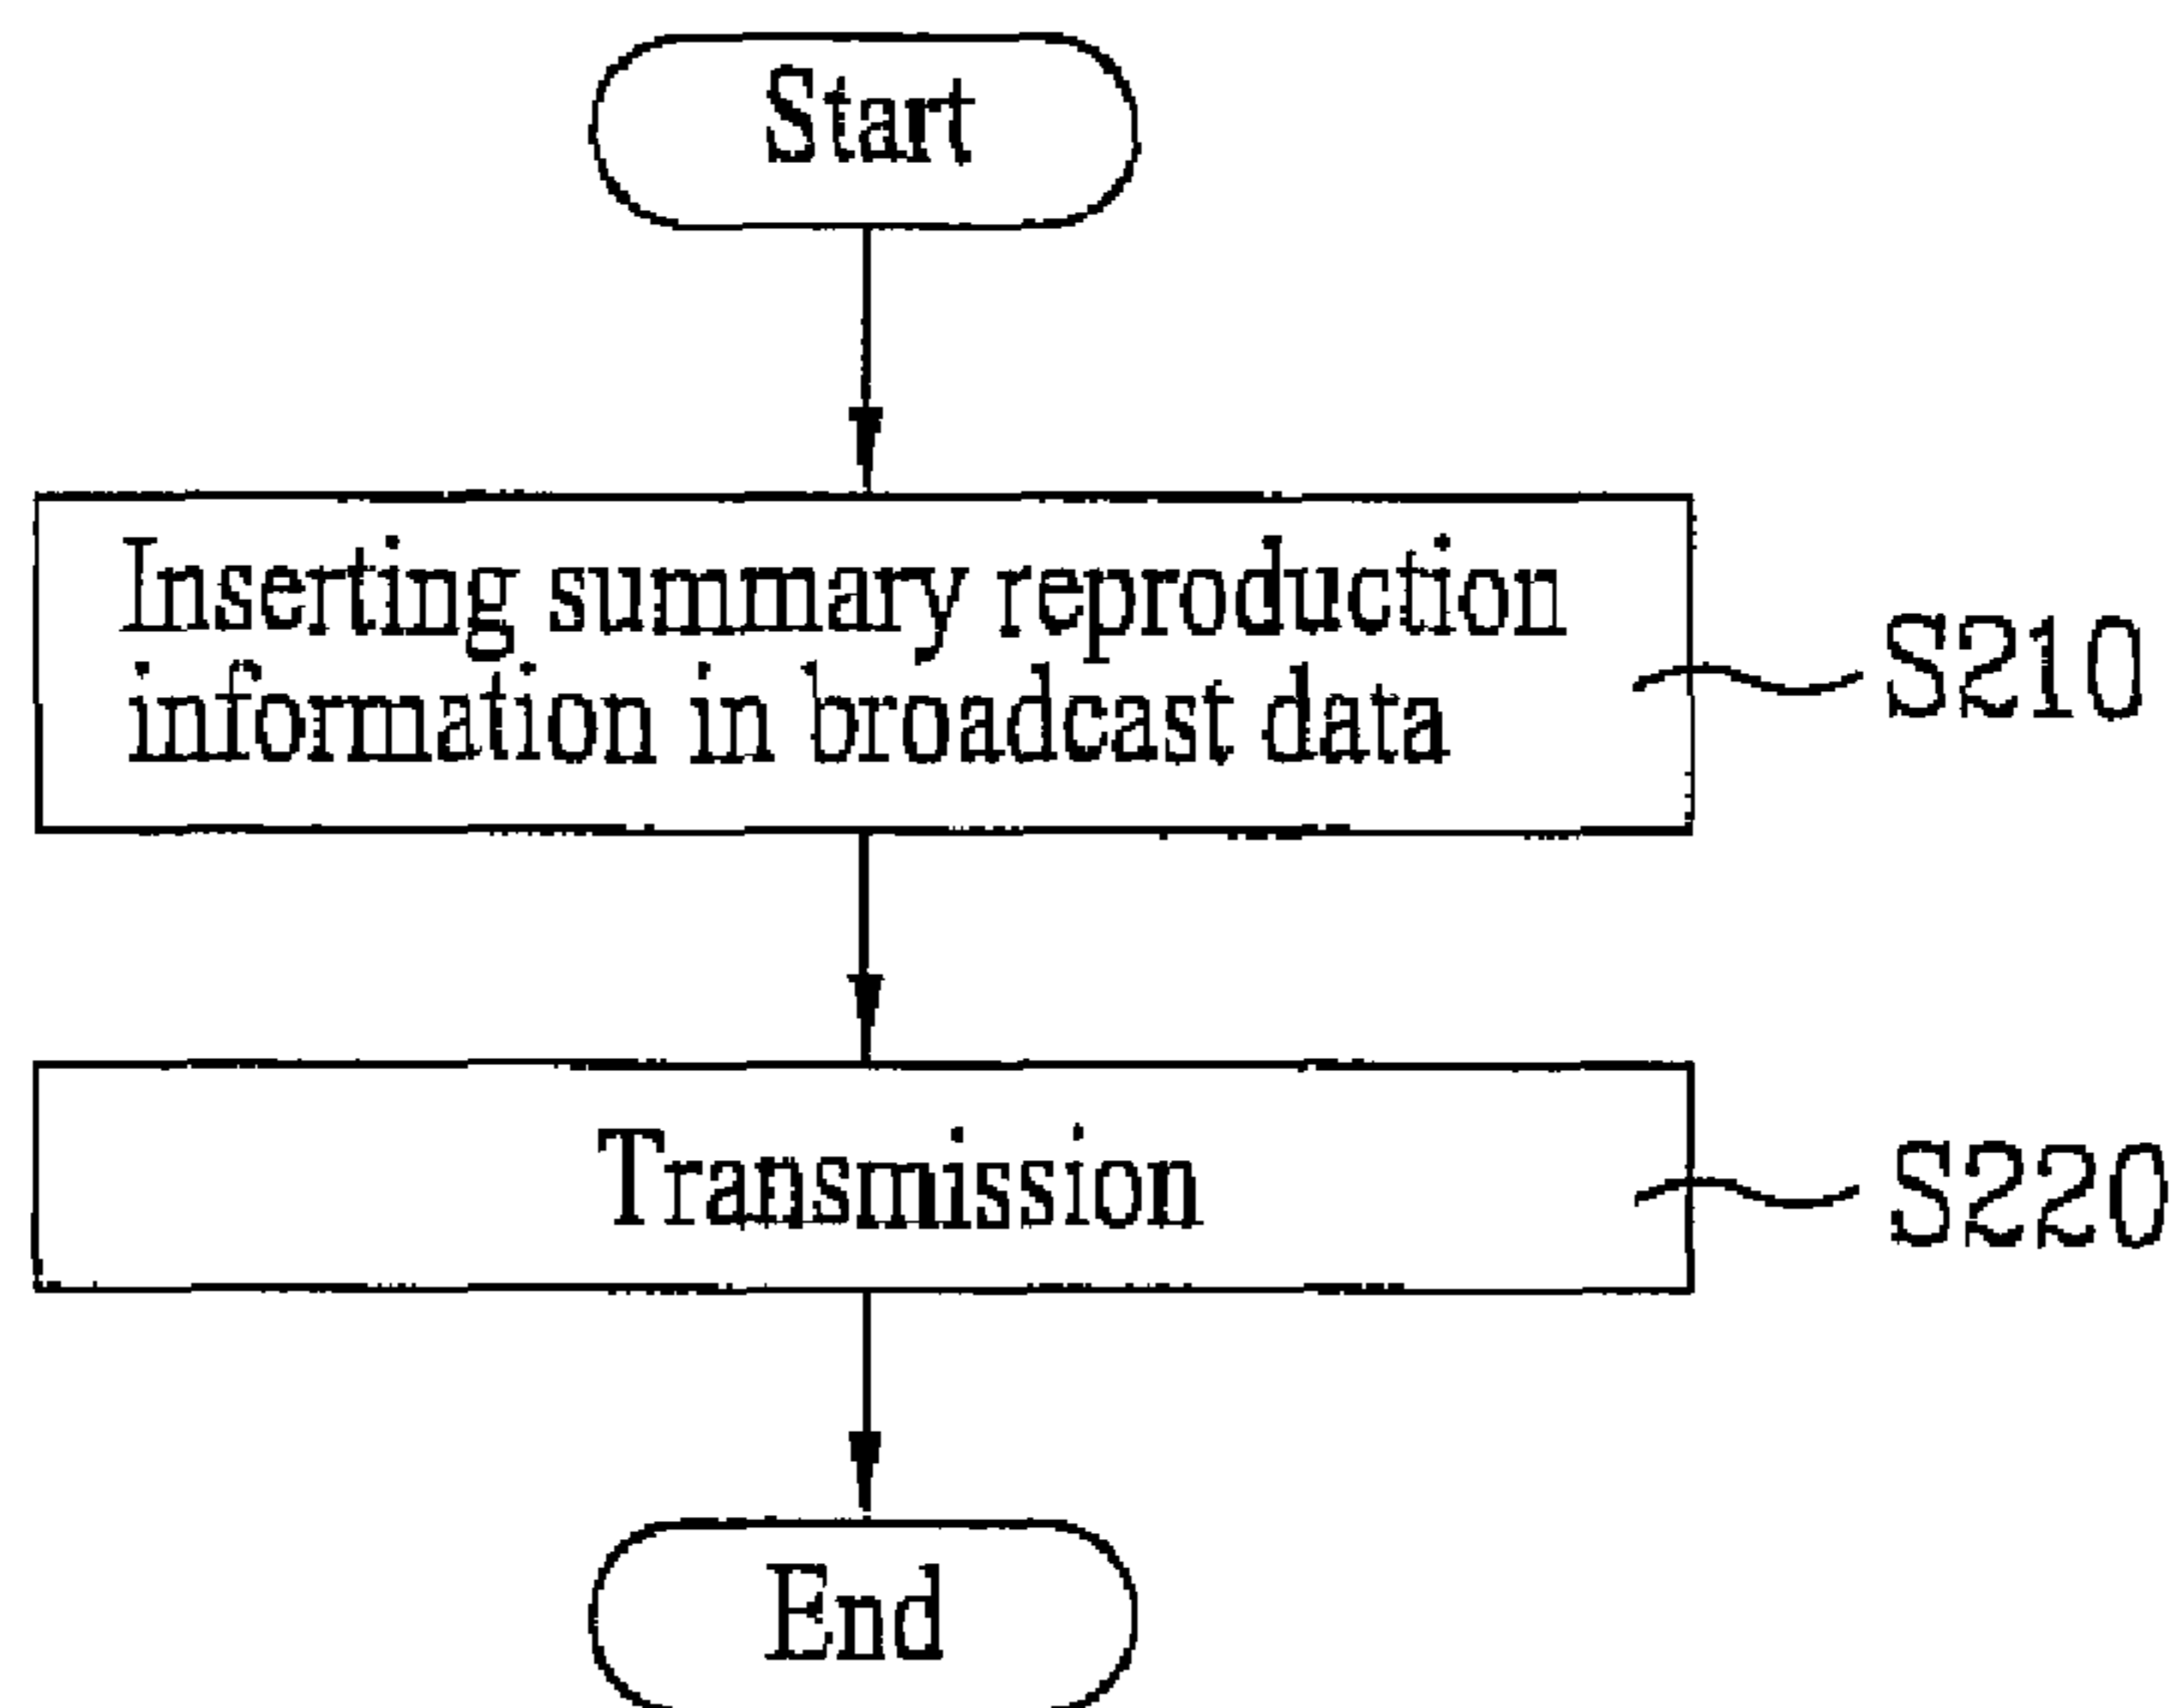 Start
Inserting summary reproduction
information in broadcast data
S210
Transmission
S220
End